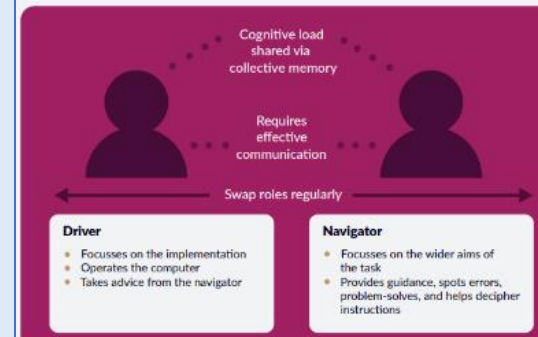 Cognitive load
shared via
collective memory
Requires
effective
communication
Swap roles regularly
Driver
Focusses on the implementation
Operates the computer
Takes advice from the navigator
Navigator
Focusses on the wider aims of
the task
Provides guidance, spots errors,
problem-solves, and helps decipher
instructions